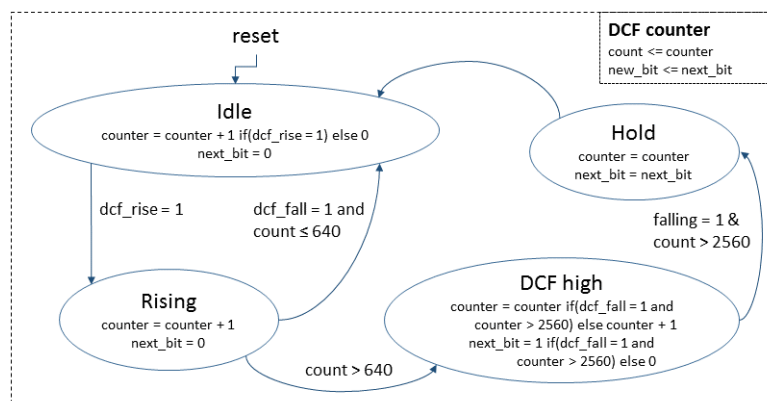 reset
DCF counter
count <= counter
new_bit <= next_bit
Idle
counter = counter + 1 if(dcf_rise = 1) else 0
next_bit = 0
Hold
counter = counter
next_bit = next_bit
dcf_rise = 1
dcf_fall = 1 and
count ≤ 640
falling = 1 &
count > 2560
Rising
counter = counter + 1
next_bit = 0
DCF high
counter = counter if(dcf_fall = 1 and
counter > 2560) else counter + 1
next_bit = 1 if(dcf_fall = 1 and
counter > 2560) else 0
count > 640